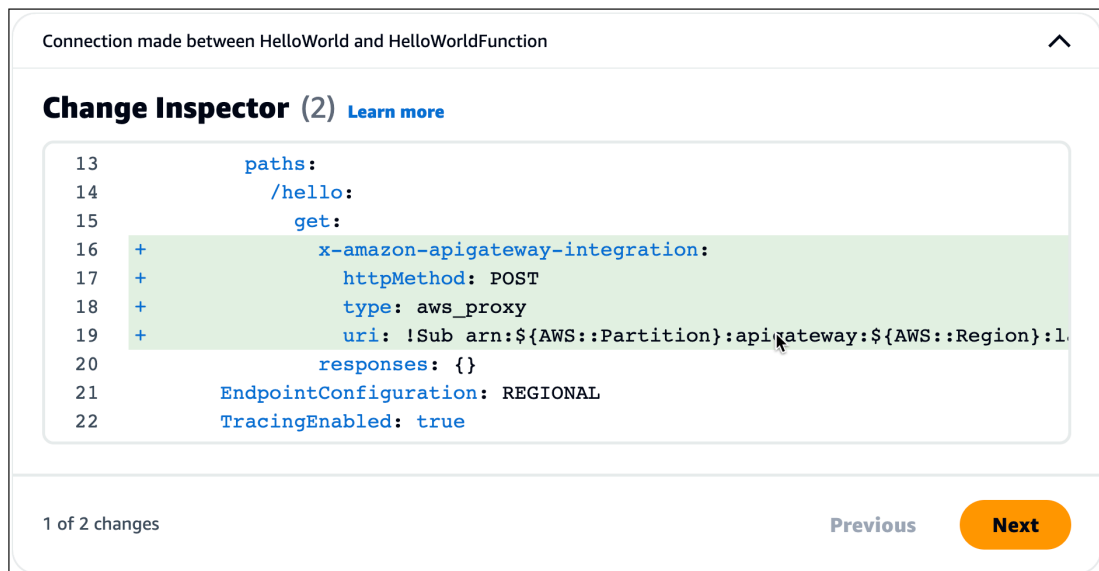 Connection made between HelloWorld and HelloWorldFunction
Change Inspector (2) Learn more
13 paths:
14 /hello:
15 get:
16 + x-amazon-apigateway-integration:
17 + httpMethod: POST
18 + type: aws_proxy
19 + uri: !Sub arn:${AWS::Partition}:apigateway:${AWS::Region}:l
20 responses: {}
21 EndpointConfiguration: REGIONAL
22 TracingEnabled: true
1 of 2 changes Previous Next